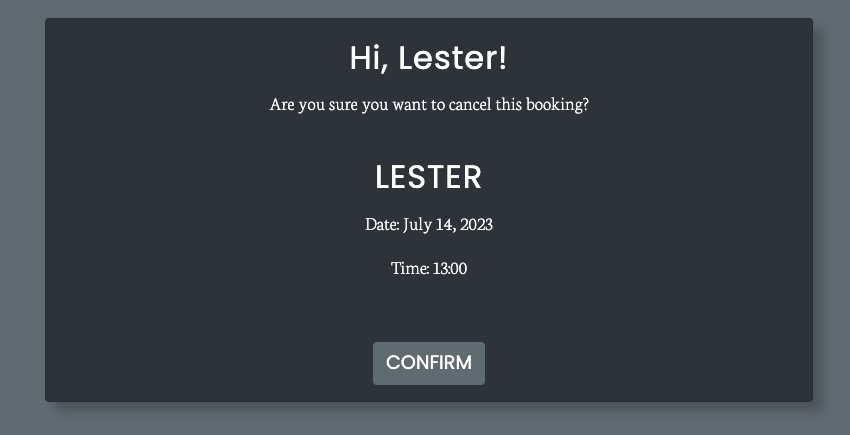 Hi, Lester!
Are you sure you want to cancel this booking?
LESTER
Date: July 14, 2023
Time: 13:00
CONFIRM